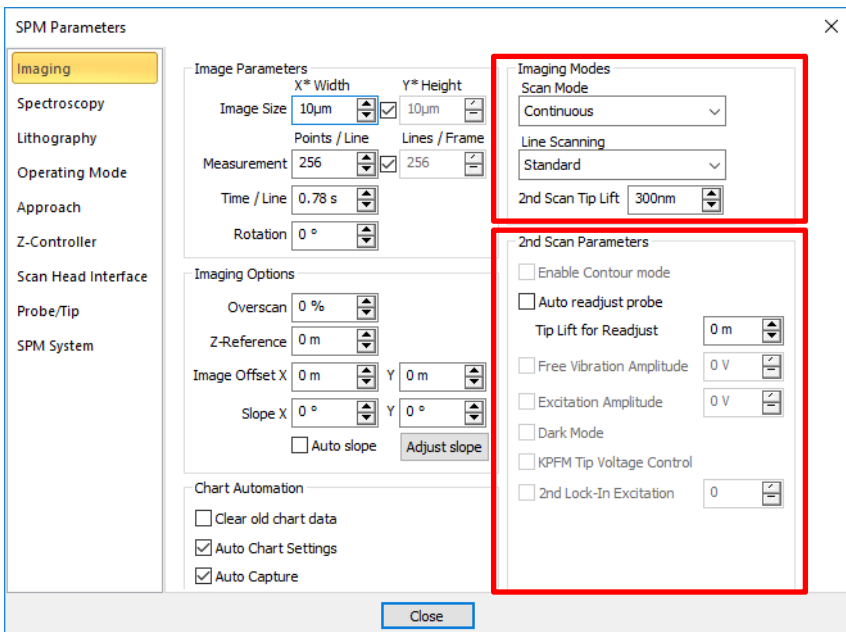 SPM Parameters
Imaging
Spectroscopy
Lithography
Operating Mode
Approach
Z-Controller
Scan Head Interface
Probe/Tip
SPM System
Image Parameters
X* Width Y* Height
Image Size 10µm 10µm
Points / Line Lines / Frame
Measurement 256 256
Time / Line 0.78 s
Rotation 0 °
Imaging Options
Overscan 0 %
Z-Reference 0 m
Image Offset X 0 m Y 0 m
Slope X 0 ° Y 0 °
Auto slope Adjust slope
Chart Automation
Clear old chart data
Auto Chart Settings
Auto Capture
Imaging Modes
Scan Mode
Continuous
Line Scanning
Standard
2nd Scan Tip Lift 300nm
2nd Scan Parameters
Enable Contour mode
Auto readjust probe
Tip Lift for Readjust 0 m
Free Vibration Amplitude 0 V
Excitation Amplitude 0 V
Dark Mode
KPFM Tip Voltage Control
2nd Lock-In Excitation 0
Close